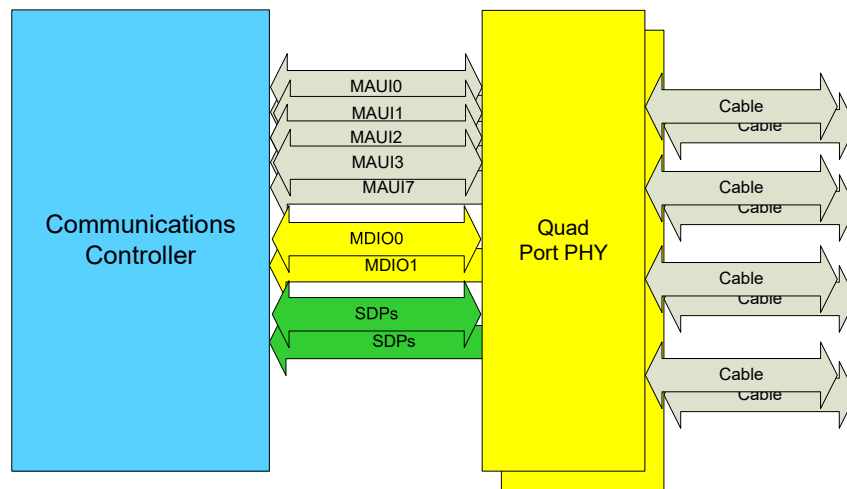 Communications
Controller
MAUI0
MAUI1
MAUI2
MAUI3
MAUI7
MDIO0
MDIO1
SDPs
SDPs
Quad
Port PHY
Cable
Cable
Cable
Cable
Cable
Cable
Cable
Cable